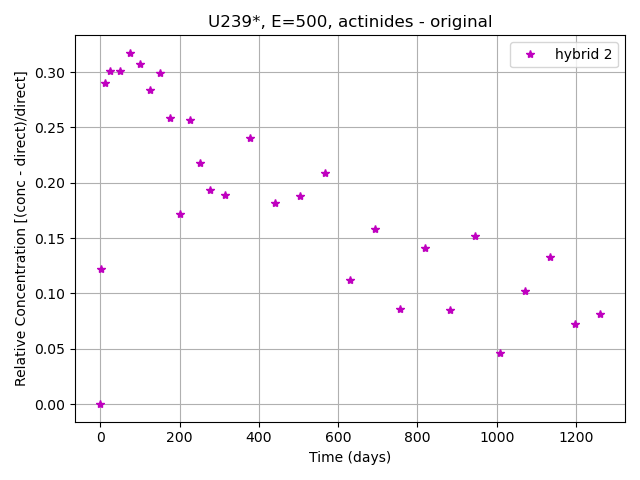 U239*, E=500, actinides - original
hybrid 2
Relative Concentration [(conc - direct)/direct]
0.30
0.25
0.20
0.15
0.10
0.05
0.00
0 200 400 600 800 1000 1200
Time (days)